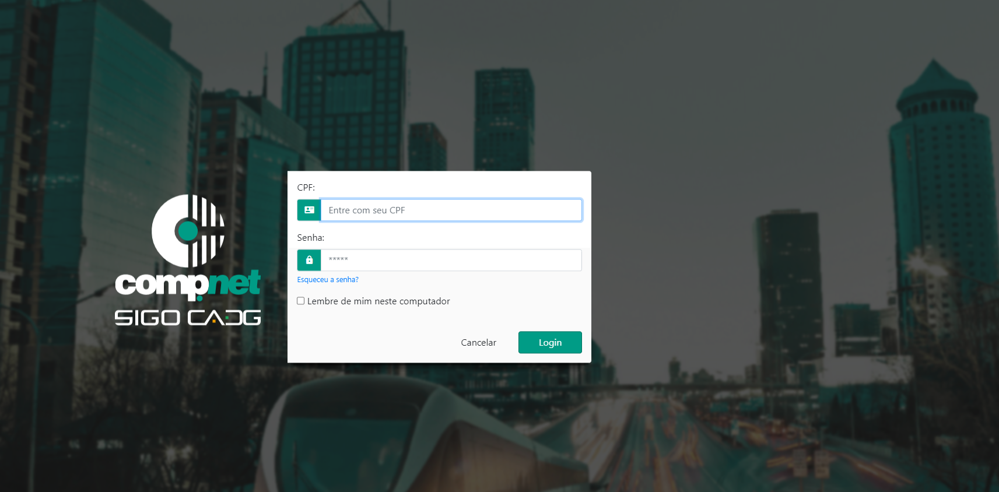 compnet
SIGO CADG
CPF:
Entre com seu CPF
Senha:
*****
Esqueceu a senha?
Lembre de mim neste computador
Cancelar
Login